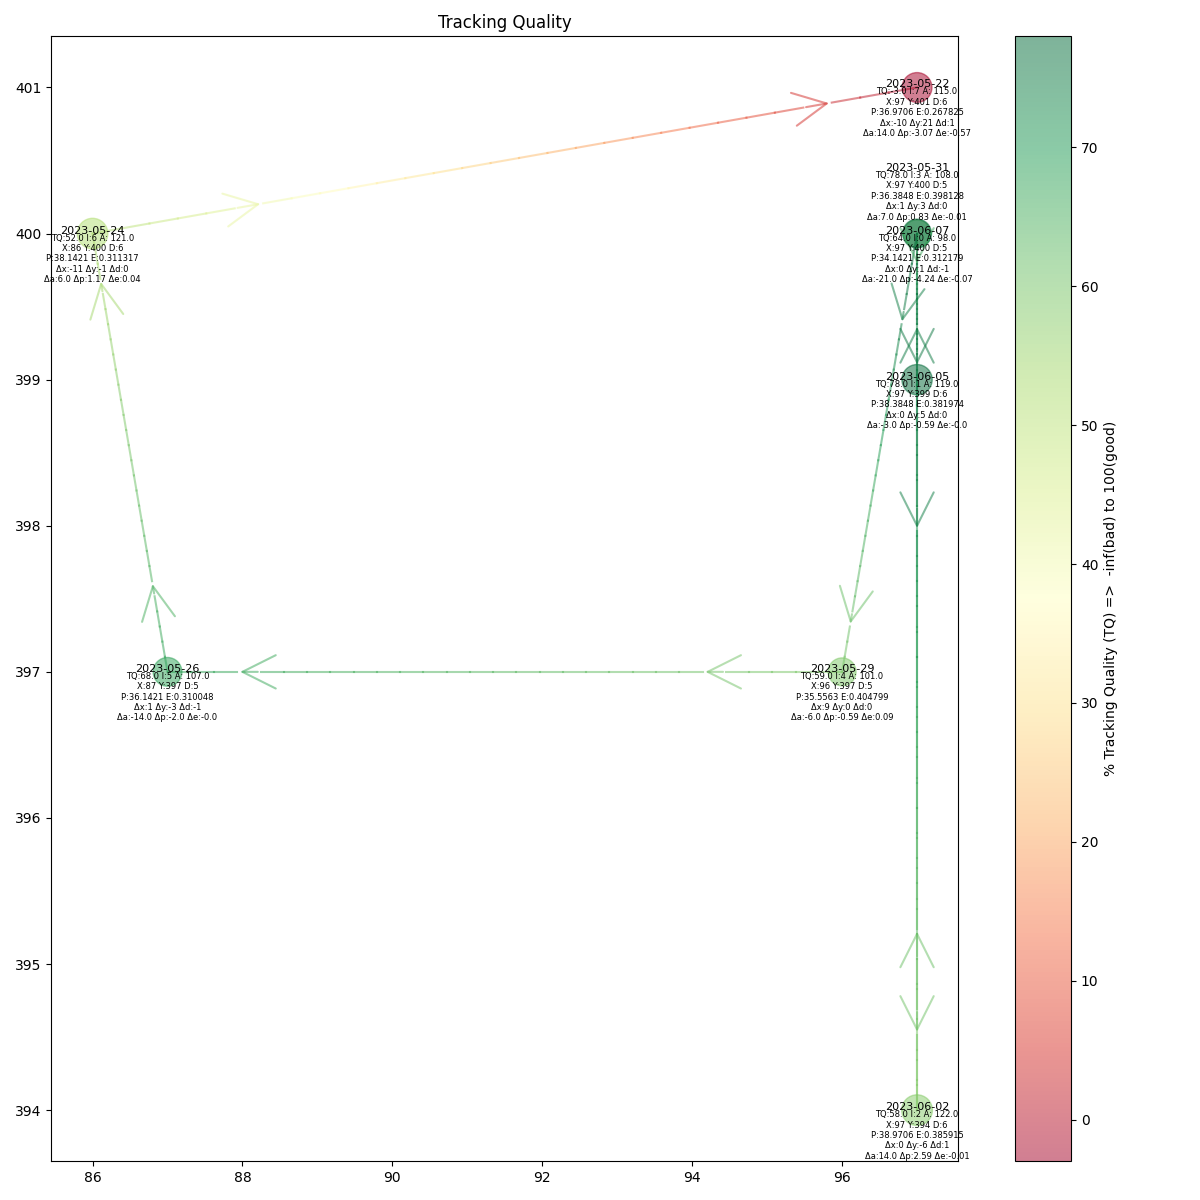 Tracking Quality
401
400
399
398
397
396
395
394
86
88
90
92
94
96
2023-05-22
TQ:-3.0 I:7 A: 115.0
X:97 Y:401 D:6
P:36.9706 E:0.267825
Δx:-10 Δy:21 Δd:1
Δa:14.0 Δp:-3.07 Δe:-0.57
2023-05-31
TQ:78.0 I:3 A: 108.0
X:97 Y:400 D:5
P:36.3848 E:0.398128
Δx:1 Δy:3 Δd:0
Δa:7.0 Δp:0.83 Δe:-0.01
2023-06-07
TQ:64.0 I:0 A: 98.0
X:97 Y:400 D:5
P:34.1421 E:0.312179
Δx:0 Δy:1 Δd:-1
Δa:-21.0 Δp:-4.24 Δe:-0.07
2023-05-24
TQ:52.0 I:6 A: 121.0
X:86 Y:400 D:6
P:38.1421 E:0.311317
Δx:-11 Δy:-1 Δd:0
Δa:6.0 Δp:1.17 Δe:0.04
2023-06-05
TQ:78.0 I:1 A: 119.0
X:97 Y:399 D:6
P:38.3848 E:0.381974
Δx:0 Δy:5 Δd:0
Δa:-3.0 Δp:-0.59 Δe:-0.0
2023-05-26
TQ:68.0 I:5 A: 107.0
X:87 Y:397 D:5
P:36.1421 E:0.310048
Δx:1 Δy:-3 Δd:-1
Δa:-14.0 Δp:-2.0 Δe:-0.0
2023-05-29
TQ:59.0 I:4 A: 101.0
X:96 Y:397 D:5
P:35.5563 E:0.404799
Δx:9 Δy:0 Δd:0
Δa:-6.0 Δp:-0.59 Δe:0.09
2023-06-02
TQ:58.0 I:2 A: 122.0
X:97 Y:394 D:6
P:38.9706 E:0.385915
Δx:0 Δy:-6 Δd:1
Δa:14.0 Δp:2.59 Δe:-0.01
70
60
50
40
30
20
10
0
% Tracking Quality (TQ) => -inf(bad) to 100(good)